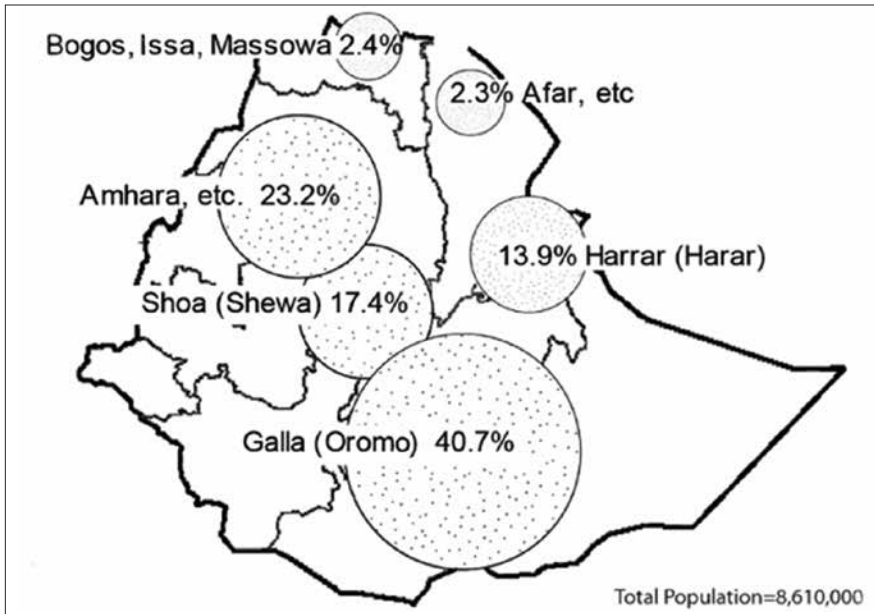 Bogos, Issa, Massowa 2.4%
2.3% Afar, etc
Amhara, etc. 23.2%
13.9% Harrar (Harar)
Shoa (Shewa) 17.4%
Galla (Oromo) 40.7%
Total Population=8,610,000